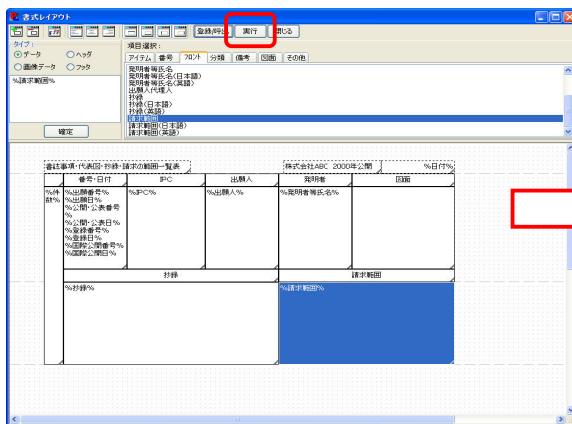 書式レイアウト
登録/呼出
実行
閉じる
タイプ:
データ
ヘッダ
画像データ
フッタ
%請求範囲%
確定
項目選択:
アイテム 番号 フロント 分類 備考 図面 その他
発明者等氏名
発明者等氏名(日本語)
発明者等氏名(英語)
出願人代理人
抄録
抄録(日本語)
抄録(英語)
請求範囲
請求範囲(日本語)
請求範囲(英語)
書誌事項・代表図・抄録・請求の範囲一覧表
株式会社ABC 2000年公開
%日付%
番号・日付 IPC 出願人 発明者 図面
%件数%
%出願番号%
%出願日%
%公開・公表番号%
%公開・公表日%
%登録番号%
%登録日%
%国際公開番号%
%国際公開日%
%IPC%
%出願人%
%発明者等氏名%
抄録 請求範囲
%抄録%
%請求範囲%